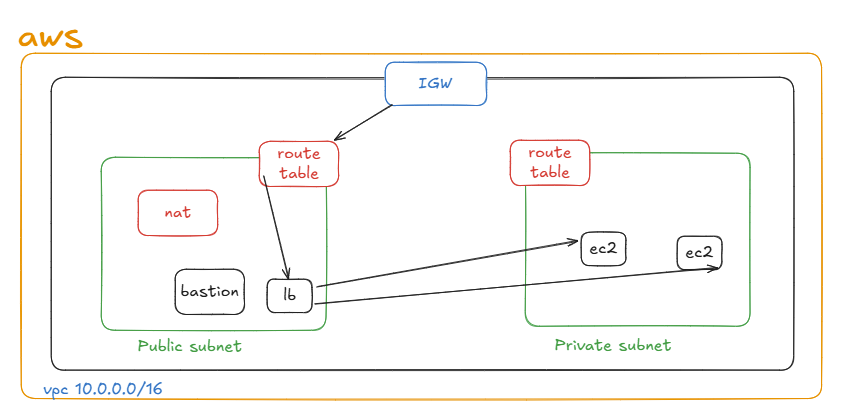 aws
IGW
route
table
route
table
nat
ec2
ec2
bastion
lb
Public subnet
Private subnet
vpc 10.0.0.0/16